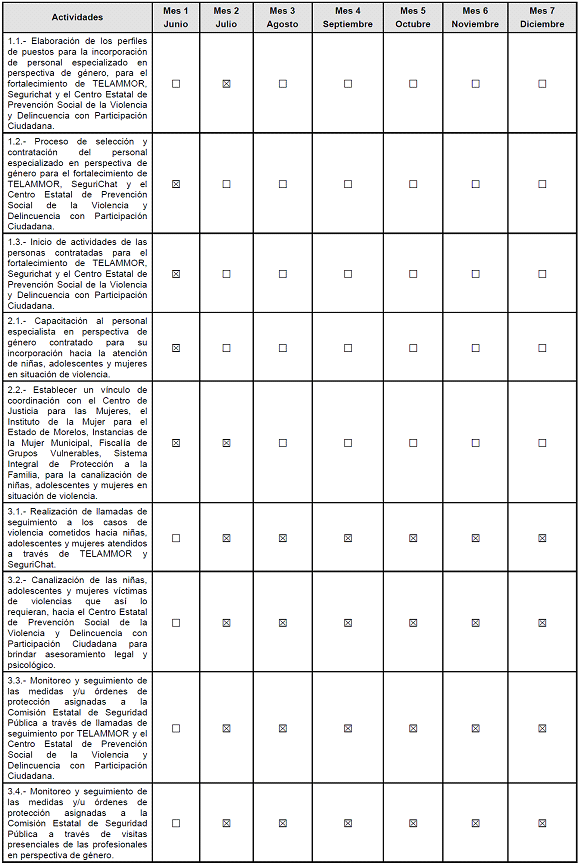 Actividades
Mes 1
Junio
Mes 2
Julio
Mes 3
Agosto
Mes 4
Septiembre
Mes 5
Octubre
Mes 6
Noviembre
Mes 7
Diciembre
1.1.- Elaboración de los perfiles
de puestos para la incorporación
de personal especializado en
perspectiva de género, para el
fortalecimiento de TELAMMOR,
Segurichat y el Centro Estatal de
Prevención Social de la Violencia
y Delincuencia con Participación
Ciudadana.
☐ ☒ ☐ ☐ ☐ ☐ ☐
1.2.- Proceso de selección y
contratación del personal
especializado en perspectiva de
género para el fortalecimiento de
TELAMMOR, SeguriChat y el
Centro Estatal de Prevención
Social de la Violencia y
Delincuencia con Participación
Ciudadana.
☒ ☐ ☐ ☐ ☐ ☐ ☐
1.3.- Inicio de actividades de las
personas contratadas para el
fortalecimiento de TELAMMOR,
Segurichat y el Centro Estatal de
Prevención Social de la Violencia
y Delincuencia con Participación
Ciudadana.
☒ ☐ ☐ ☐ ☐ ☐ ☐
2.1.- Capacitación al personal
especialista en perspectiva de
género contratado para su
incorporación hacia la atención
de niñas, adolescentes y mujeres
en situación de violencia.
☒ ☐ ☐ ☐ ☐ ☐ ☐
2.2.- Establecer un vínculo de
coordinación con el Centro de
Justicia para las Mujeres, el
Instituto de la Mujer para el
Estado de Morelos, Instancias de
la Mujer Municipal, Fiscalía de
Grupos Vulnerables, Sistema
Integral de Protección a la
Familia, para la canalización de
niñas, adolescentes y mujeres en
situación de violencia.
☒ ☒ ☐ ☐ ☐ ☐ ☐
3.1.- Realización de llamadas de
seguimiento a los casos de
violencia cometidos hacia niñas,
adolescentes y mujeres atendidos
a través de TELAMMOR y
SeguriChat.
☐ ☒ ☒ ☒ ☒ ☒ ☒
3.2.- Canalización de las niñas,
adolescentes y mujeres víctimas
de violencias que así lo
requieran, hacia el Centro Estatal
de Prevención Social de la
Violencia y Delincuencia con
Participación Ciudadana para
brindar asesoramiento legal y
psicológico.
☐ ☒ ☒ ☒ ☒ ☒ ☒
3.3.- Monitoreo y seguimiento de
las medidas y/u órdenes de
protección asignadas a la
Comisión Estatal de Seguridad
Pública a través de llamadas de
seguimiento por TELAMMOR y el
Centro Estatal de Prevención
Social de la Violencia y
Delincuencia con Participación
Ciudadana.
☐ ☒ ☒ ☒ ☒ ☒ ☒
3.4.- Monitoreo y seguimiento de
las medidas y/u órdenes de
protección asignadas a la
Comisión Estatal de Seguridad
Pública a través de visitas
presenciales de las profesionales
en perspectiva de género.
☐ ☒ ☒ ☒ ☒ ☒ ☒